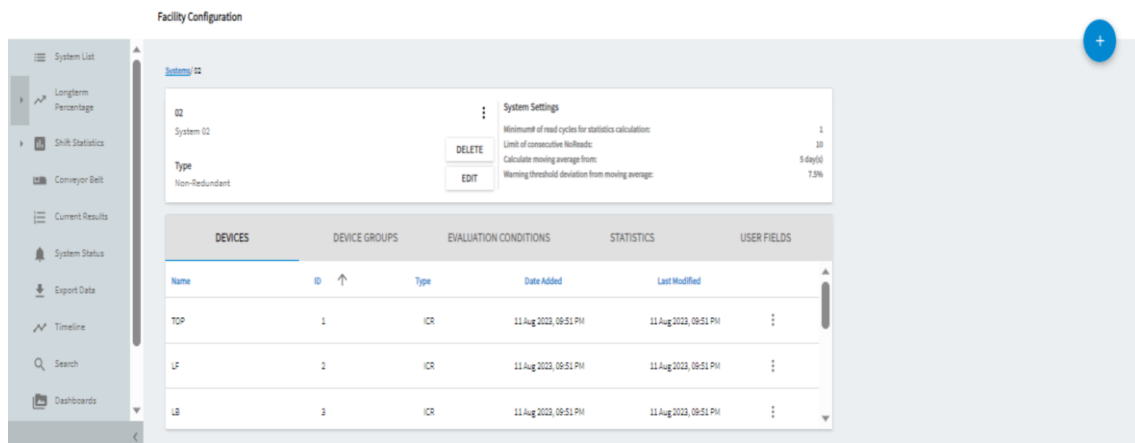 Facility Configuration
System List
Longterm
Percentage
Shift Statistics
Conveyor Belt
Current Results
System Status
Export Data
Timeline
Search
Dashboards
Systems/ 02
02
System 02
Type
Non-Redundant
DELETE
EDIT
System Settings
Minimum# of read cycles for statistics calculation: 1
Limit of consecutive NoReads: 10
Calculate moving average from: 5 day(s)
Warning threshold deviation from moving average: 7.5%
DEVICES DEVICE GROUPS EVALUATION CONDITIONS STATISTICS USER FIELDS
Name ID Type Date Added Last Modified
TOP 1 ICR 11 Aug 2023, 09:51 PM 11 Aug 2023, 09:51 PM
LF 2 ICR 11 Aug 2023, 09:51 PM 11 Aug 2023, 09:51 PM
LB 3 ICR 11 Aug 2023, 09:51 PM 11 Aug 2023, 09:51 PM